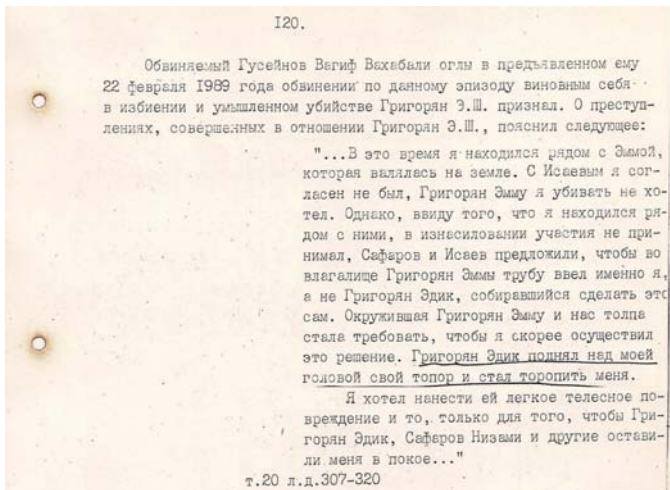 I20.
Обвиняемый Гусейнов Вагиф Вахабали оглы в предъявленном ему
22 февраля I989 года обвинении по данному эпизоду виновным себя
в избиении и умышленном убийстве Григорян Э.Ш. признал. О преступ-
лениях, совершенных в отношении Григорян Э.Ш., пояснил следующее:
"...В это время я находился рядом с Эммой,
которая валялась на земле. С Исаевым я сог-
ласен не был, Григорян Эмму я убивать не хо-
тел. Однако, ввиду того, что я находился ря-
дом с ними, в изнасиловании участия не при-
нимал, Сафаров и Исаев предложили, чтобы во
влагалище Григорян Эммы трубу ввел именно я,
а не Григорян Эдик, собиравшийся сделать это
сам. Окружившая Григорян Эмму и нас толпа
стала требовать, чтобы я скорее осуществил
это решение. Григорян Эдик поднял над моей
головой свой топор и стал торопить меня.
Я хотел нанести ей легкое телесное по-
вреждение и то, только для того, чтобы Гри-
горян Эдик, Сафаров Низами и другие остави-
ли меня в покое..."
т.20 л.д.307-320